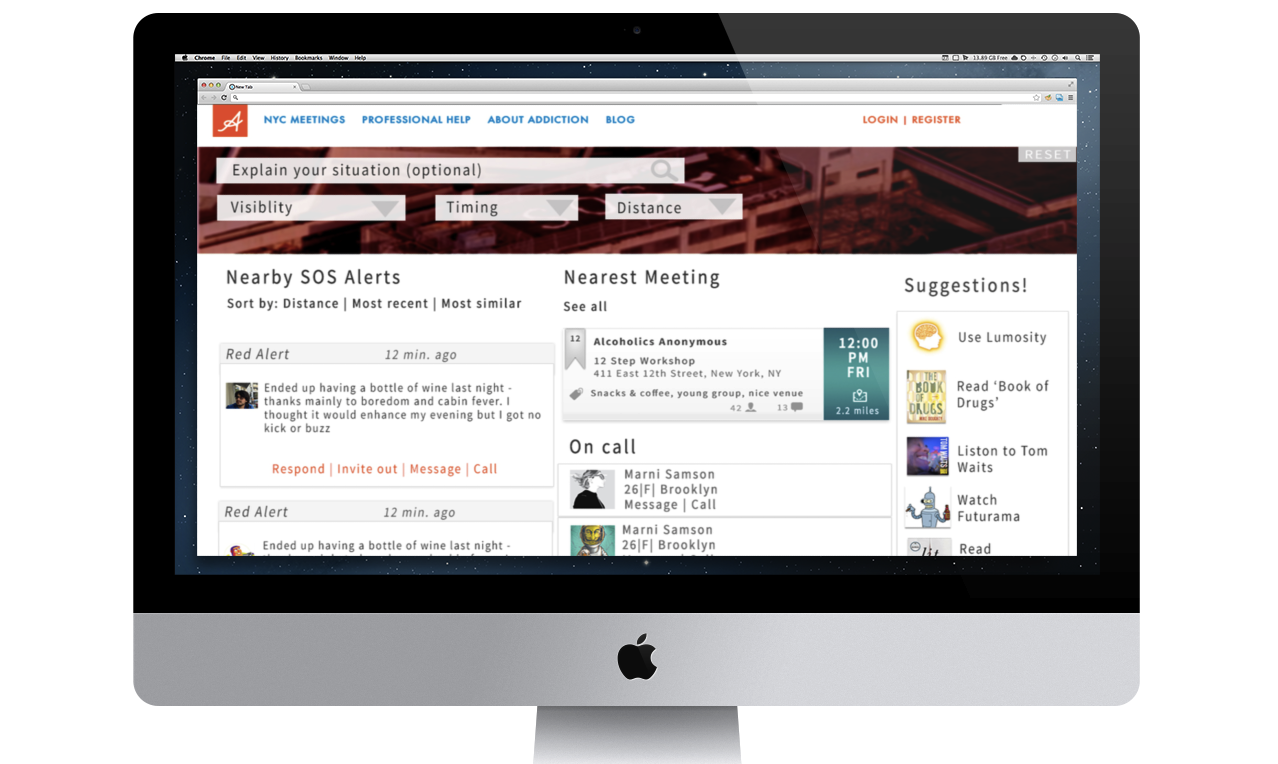 Chrome File Edit View History Bookmarks Window Help
13.89 GB Free
New Tab
NYC MEETINGS PROFESSIONAL HELP ABOUT ADDICTION BLOG
LOGIN | REGISTER
RESET
Explain your situation (optional)
Visiblity
Timing
Distance
Nearby SOS Alerts
Sort by: Distance | Most recent | Most similar
Red Alert 12 min. ago
Ended up having a bottle of wine last night -
thanks mainly to boredom and cabin fever. I
thought it would enhance my evening but I got no
kick or buzz
Respond | Invite out | Message | Call
Red Alert 12 min. ago
Ended up having a bottle of wine last night -
Nearest Meeting
See all
12
Alcoholics Anonymous
12 Step Workshop
411 East 12th Street, New York, NY
Snacks & coffee, young group, nice venue
42 13
12:00
PM
FRI
2.2 miles
On call
Marni Samson
26|F| Brooklyn
Message | Call
Marni Samson
26|F| Brooklyn
Suggestions!
Use Lumosity
THE
BOOK
OF
DRUGS
Read ‘Book of
Drugs’
TOM
WAITS
Liston to Tom
Waits
Watch
Futurama
Read